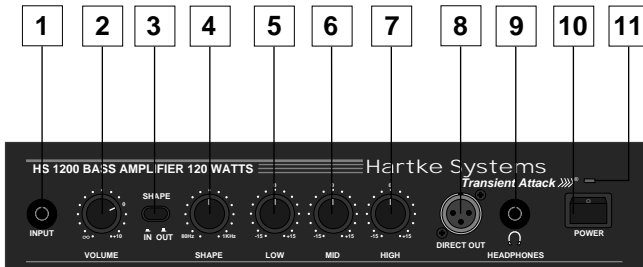 1 2 3 4 5 6 7 8 9 10 11
HS 1200 BASS AMPLIFIER 120 WATTS Hartke Systems
Transient Attack
SHAPE
0
INPUT
IN OUT
∞ +10 80Hz 1KHz -15 +15 -15 +15 -15 +15
DIRECT OUT
POWER
VOLUME SHAPE LOW MID HIGH HEADPHONES